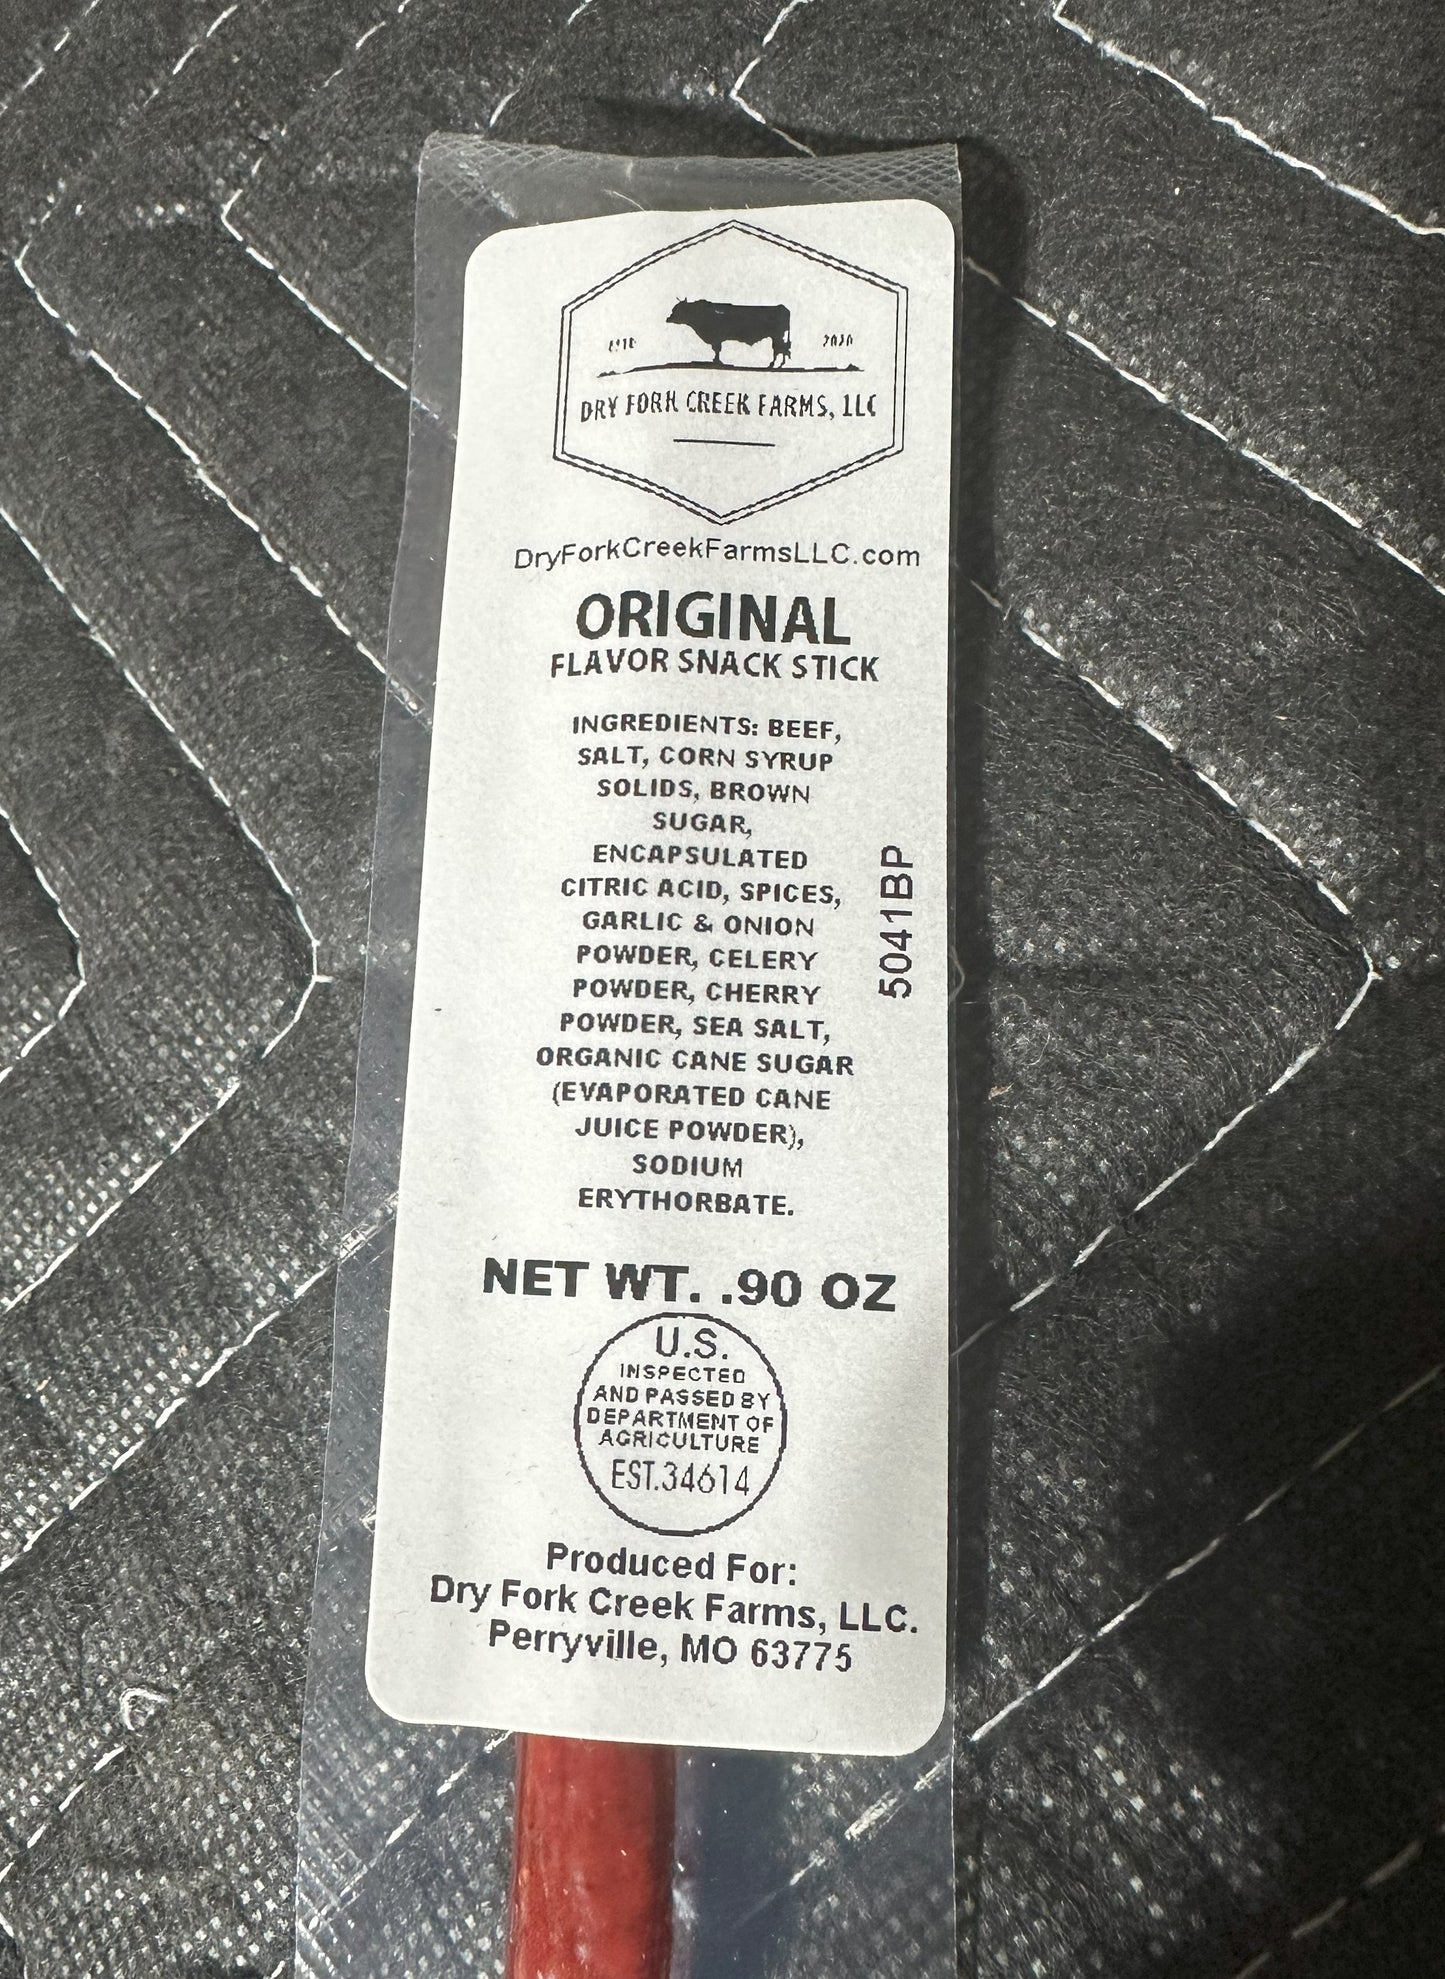 ESTD 2020
DRY FORK CREEK FARMS, LLC
DryForkCreekFarmsLLC.com
ORIGINAL
FLAVOR SNACK STICK
INGREDIENTS: BEEF,
SALT, CORN SYRUP
SOLIDS, BROWN
SUGAR,
ENCAPSULATED
CITRIC ACID, SPICES,
GARLIC & ONION
POWDER, CELERY
POWDER, CHERRY
POWDER, SEA SALT,
ORGANIC CANE SUGAR
(EVAPORATED CANE
JUICE POWDER),
SODIUM
ERYTHORBATE.
5041BP
NET WT. .90 OZ
U.S.
INSPECTED
AND PASSED BY
DEPARTMENT OF
AGRICULTURE
EST.34614
Produced For:
Dry Fork Creek Farms, LLC.
Perryville, MO 63775